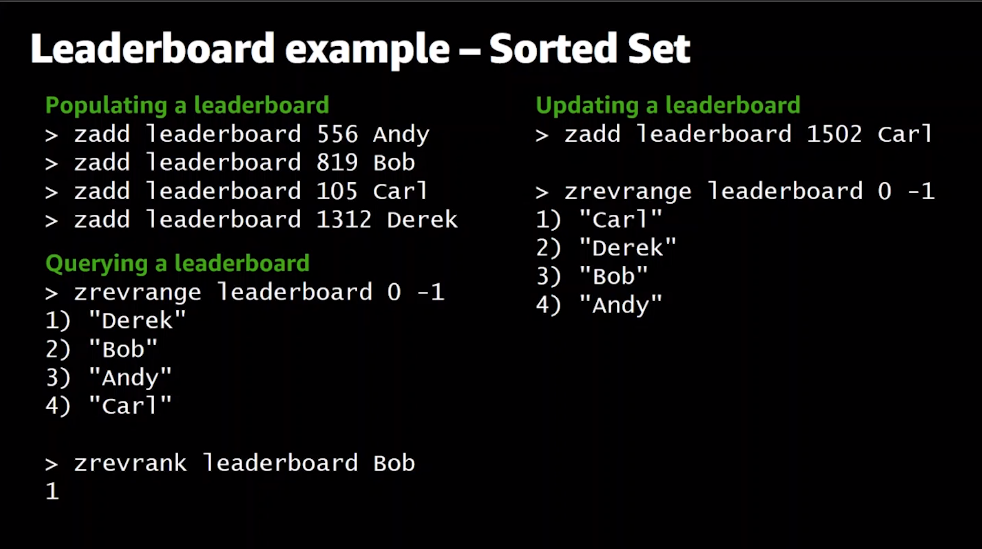 Leaderboard example – Sorted Set
Populating a leaderboard
> zadd leaderboard 556 Andy
> zadd leaderboard 819 Bob
> zadd leaderboard 105 Carl
> zadd leaderboard 1312 Derek
Querying a leaderboard
> zrevrange leaderboard 0 -1
1) "Derek"
2) "Bob"
3) "Andy"
4) "Carl"
> zrevrank leaderboard Bob
1
Updating a leaderboard
> zadd leaderboard 1502 Carl
> zrevrange leaderboard 0 -1
1) "Carl"
2) "Derek"
3) "Bob"
4) "Andy"